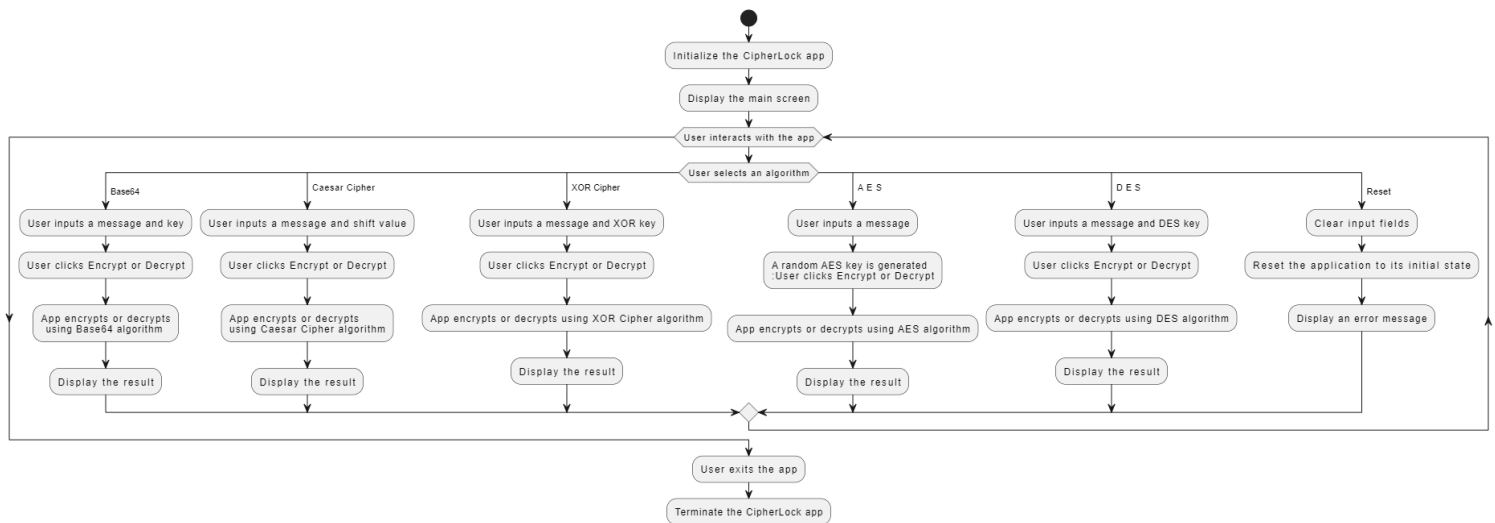 Initialize the CipherLock app
Display the main screen
User interacts with the app
User selects an algorithm
Base64
User inputs a message and key
User clicks Encrypt or Decrypt
App encrypts or decrypts
using Base64 algorithm
Display the result
Caesar Cipher
User inputs a message and shift value
User clicks Encrypt or Decrypt
App encrypts or decrypts
using Caesar Cipher algorithm
Display the result
XOR Cipher
User inputs a message and XOR key
User clicks Encrypt or Decrypt
App encrypts or decrypts using XOR Cipher algorithm
Display the result
A E S
User inputs a message
A random AES key is generated
:User clicks Encrypt or Decrypt
App encrypts or decrypts using AES algorithm
Display the result
D E S
User inputs a message and DES key
User clicks Encrypt or Decrypt
App encrypts or decrypts using DES algorithm
Display the result
Reset
Clear input fields
Reset the application to its initial state
Display an error message
User exits the app
Terminate the CipherLock app